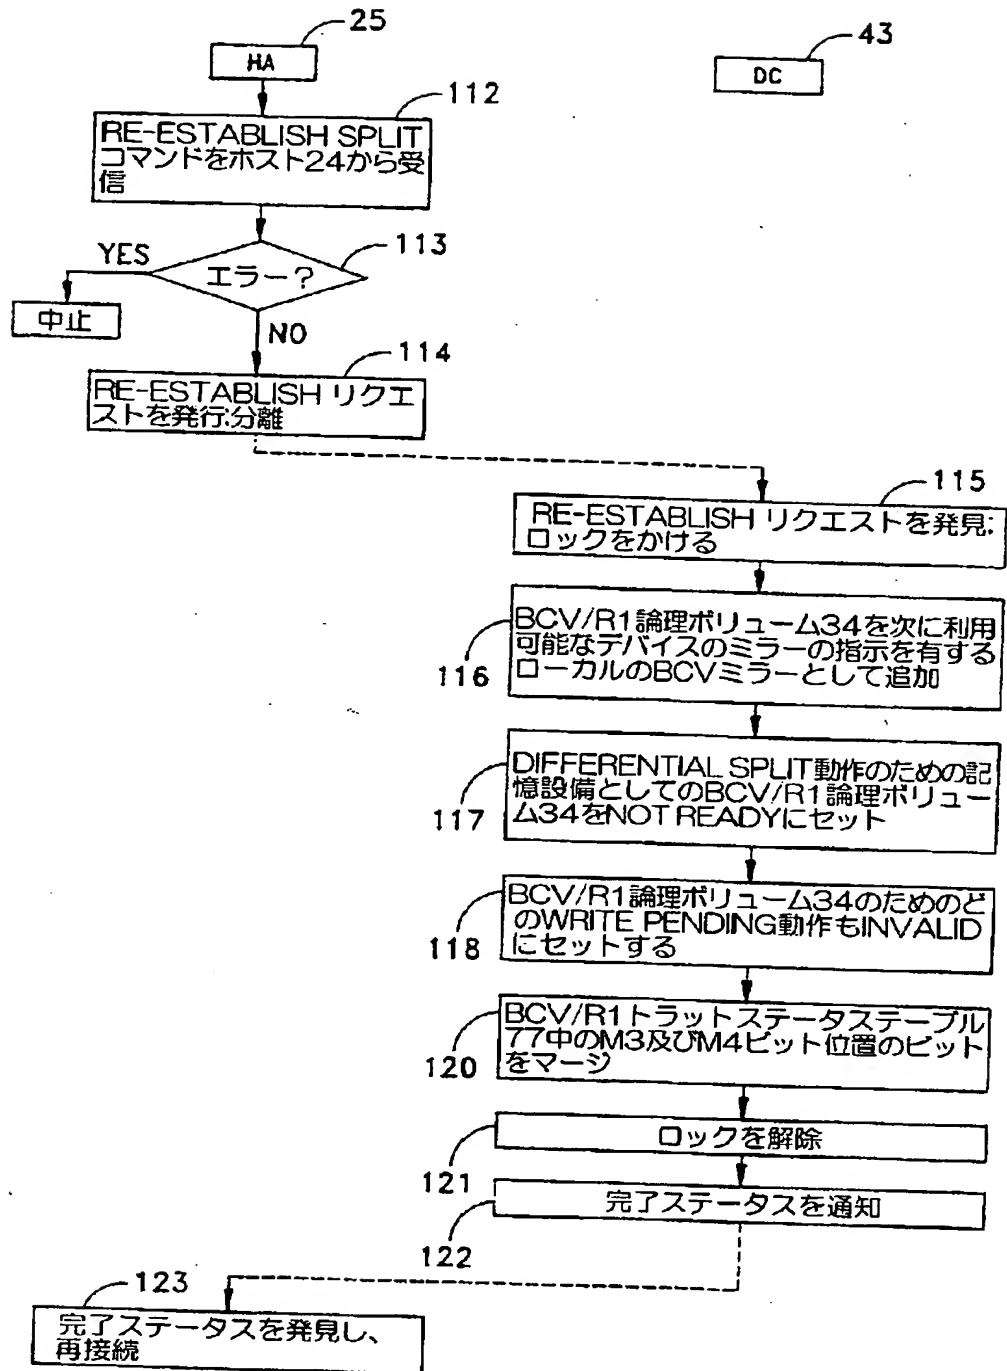 25
HA
43
DC
112
RE-ESTABLISH SPLIT
コマンドをホスト24から受
信
113
YES
エラー?
中止
NO
114
RE-ESTABLISH リクエ
ストを発行:分離
115
RE-ESTABLISH リクエストを発見:
ロックをかける
BCV/R1論理ボリューム34を次に利用
可能なデバイスのミラーの指示を有する
ローカルのBCVミラーとして追加
116
DIFFERENTIAL SPLIT動作のための記
憶設備としてのBCV/R1論理ボリュー
ム34をNOT READYにセット
117
BCV/R1論理ボリューム34のためのど
のWRITE PENDING動作もINVALID
にセットする
118
BCV/R1トラットステータステーブル
77中のM3及びM4ビット位置のビット
をマージ
120
ロックを解除
121
完了ステータスを通知
122
123
完了ステータスを発見し、
再接続